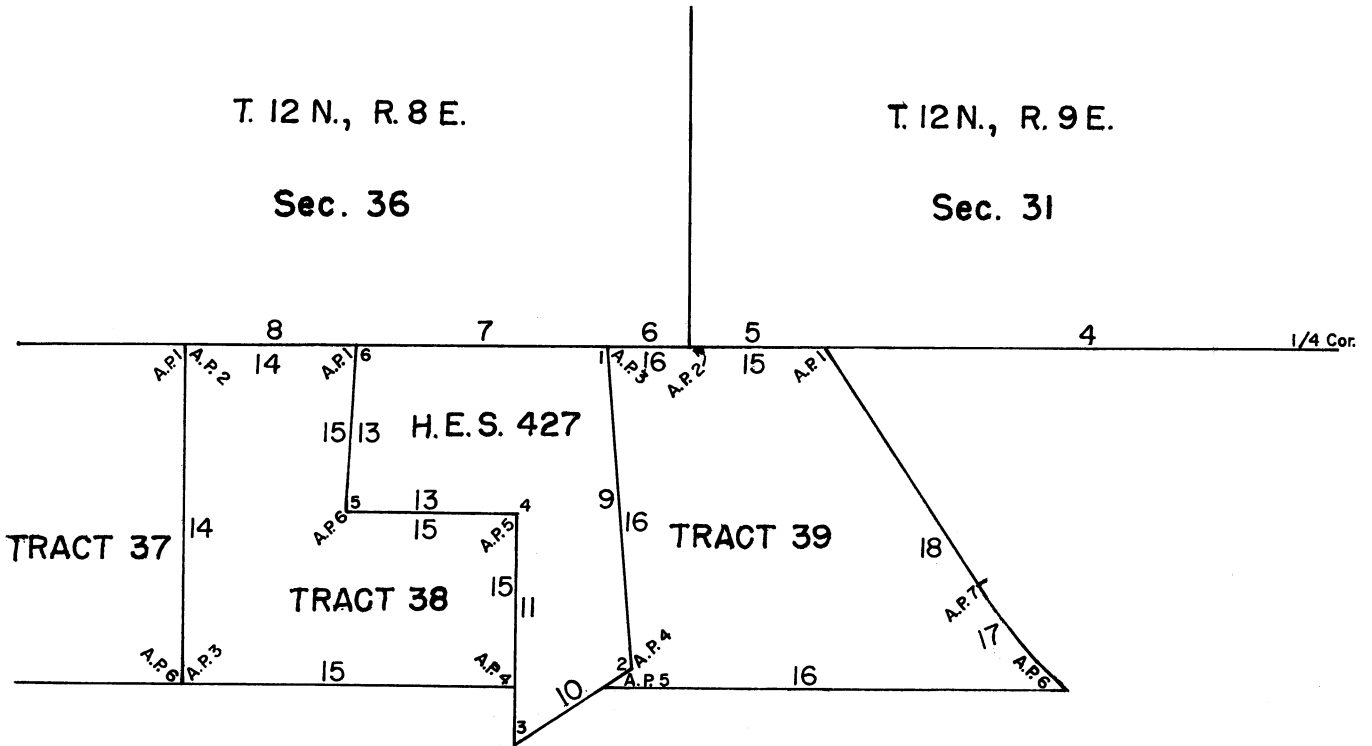 T. 12 N., R. 8 E.
T. 12 N., R. 9 E.
Sec. 36
Sec. 31
8
7
6
5
4
1/4 Cor.
A.P.1
A.P.2
14
A.P.1
6
1
A.P.3
16
A.P.2
15
A.P.1
15
13
H.E.S. 427
5
13
4
9
16
A.P.6
15
A.P.5
14
TRACT 37
TRACT 39
18
TRACT 38
15
11
A.P.7
17
A.P.6
A.P.3
15
A.P.4
2
A.P.4
A.P.5
16
A.P.6
10
3